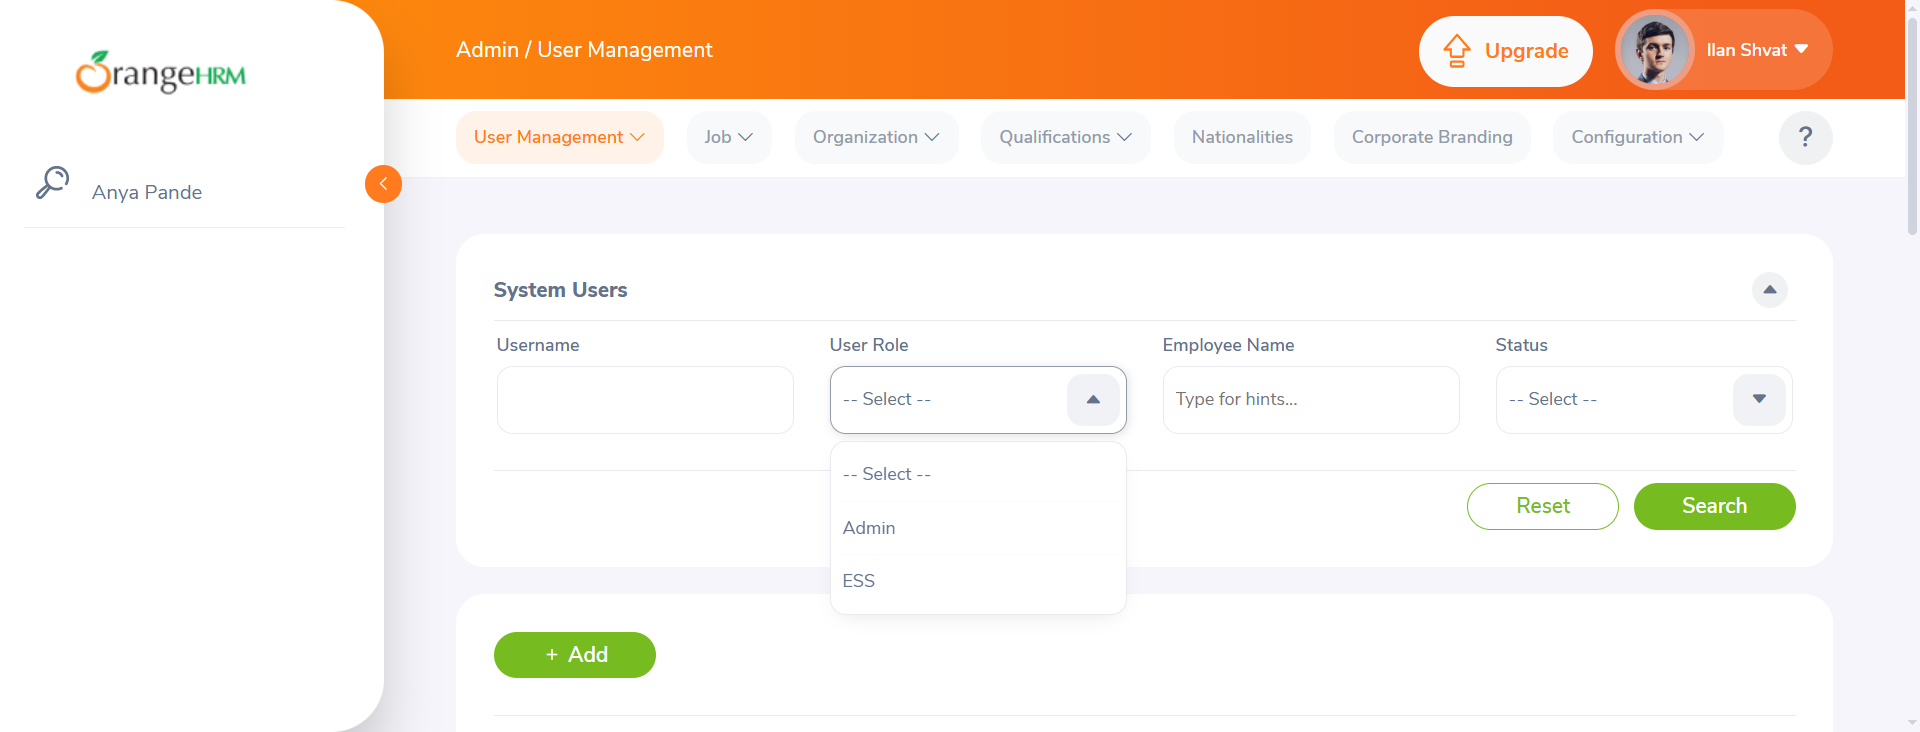 OrangeHRM
Anya Pande
Admin / User Management
Upgrade
Ilan Shvat
User Management
Job
Organization
Qualifications
Nationalities
Corporate Branding
Configuration
?
System Users
Username
User Role
Employee Name
Status
-- Select --
Type for hints...
-- Select --
-- Select --
Admin
ESS
Reset
Search
+ Add